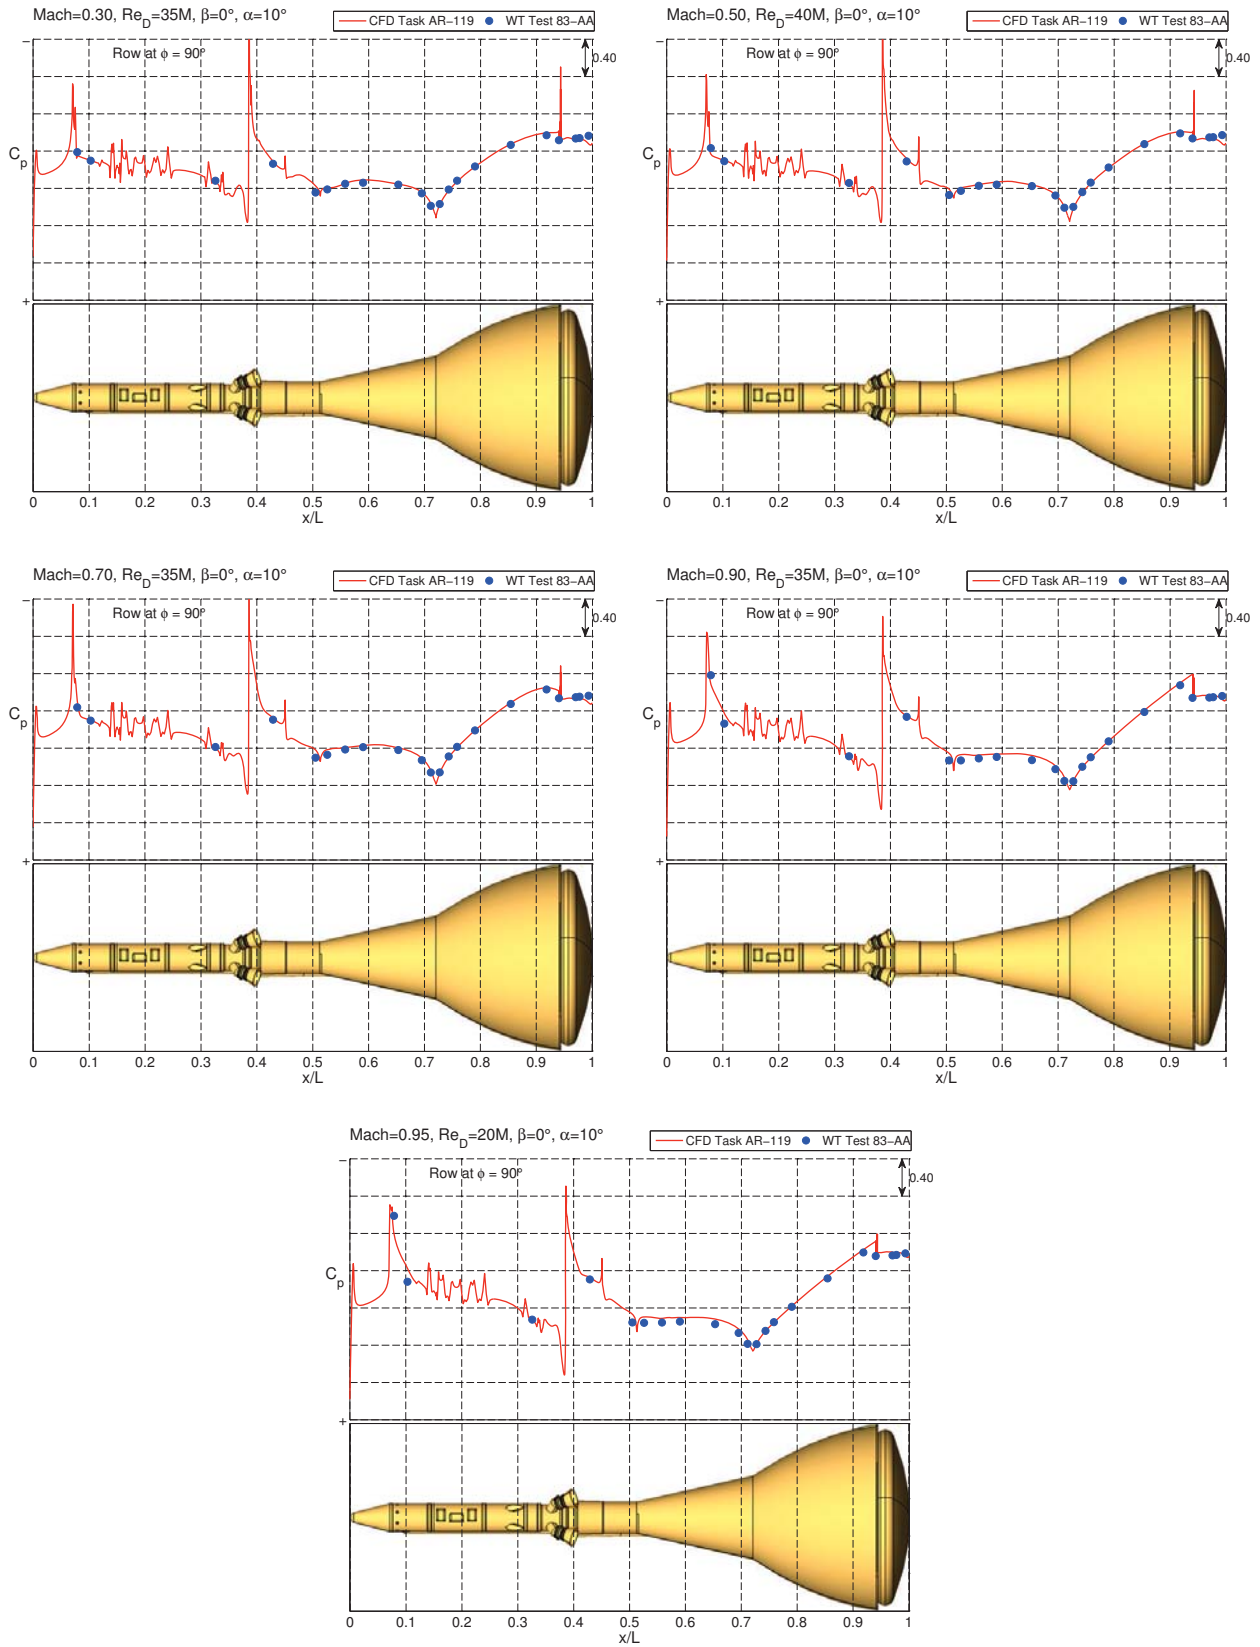 Mach=0.30, Re_D=35M, β=0°, α=10°
CFD Task AR−119 WT Test 83−AA
− Row at ϕ = 90° 0.40
C_p
+
0 0.1 0.2 0.3 0.4 0.5 0.6 0.7 0.8 0.9 1
x/L
Mach=0.50, Re_D=40M, β=0°, α=10°
CFD Task AR−119 WT Test 83−AA
− Row at ϕ = 90° 0.40
C_p
+
0 0.1 0.2 0.3 0.4 0.5 0.6 0.7 0.8 0.9 1
x/L
Mach=0.70, Re_D=35M, β=0°, α=10°
CFD Task AR−119 WT Test 83−AA
− Row at ϕ = 90° 0.40
C_p
+
0 0.1 0.2 0.3 0.4 0.5 0.6 0.7 0.8 0.9 1
x/L
Mach=0.90, Re_D=35M, β=0°, α=10°
CFD Task AR−119 WT Test 83−AA
− Row at ϕ = 90° 0.40
C_p
+
0 0.1 0.2 0.3 0.4 0.5 0.6 0.7 0.8 0.9 1
x/L
Mach=0.95, Re_D=20M, β=0°, α=10°
CFD Task AR−119 WT Test 83−AA
− Row at ϕ = 90° 0.40
C_p
+
0 0.1 0.2 0.3 0.4 0.5 0.6 0.7 0.8 0.9 1
x/L